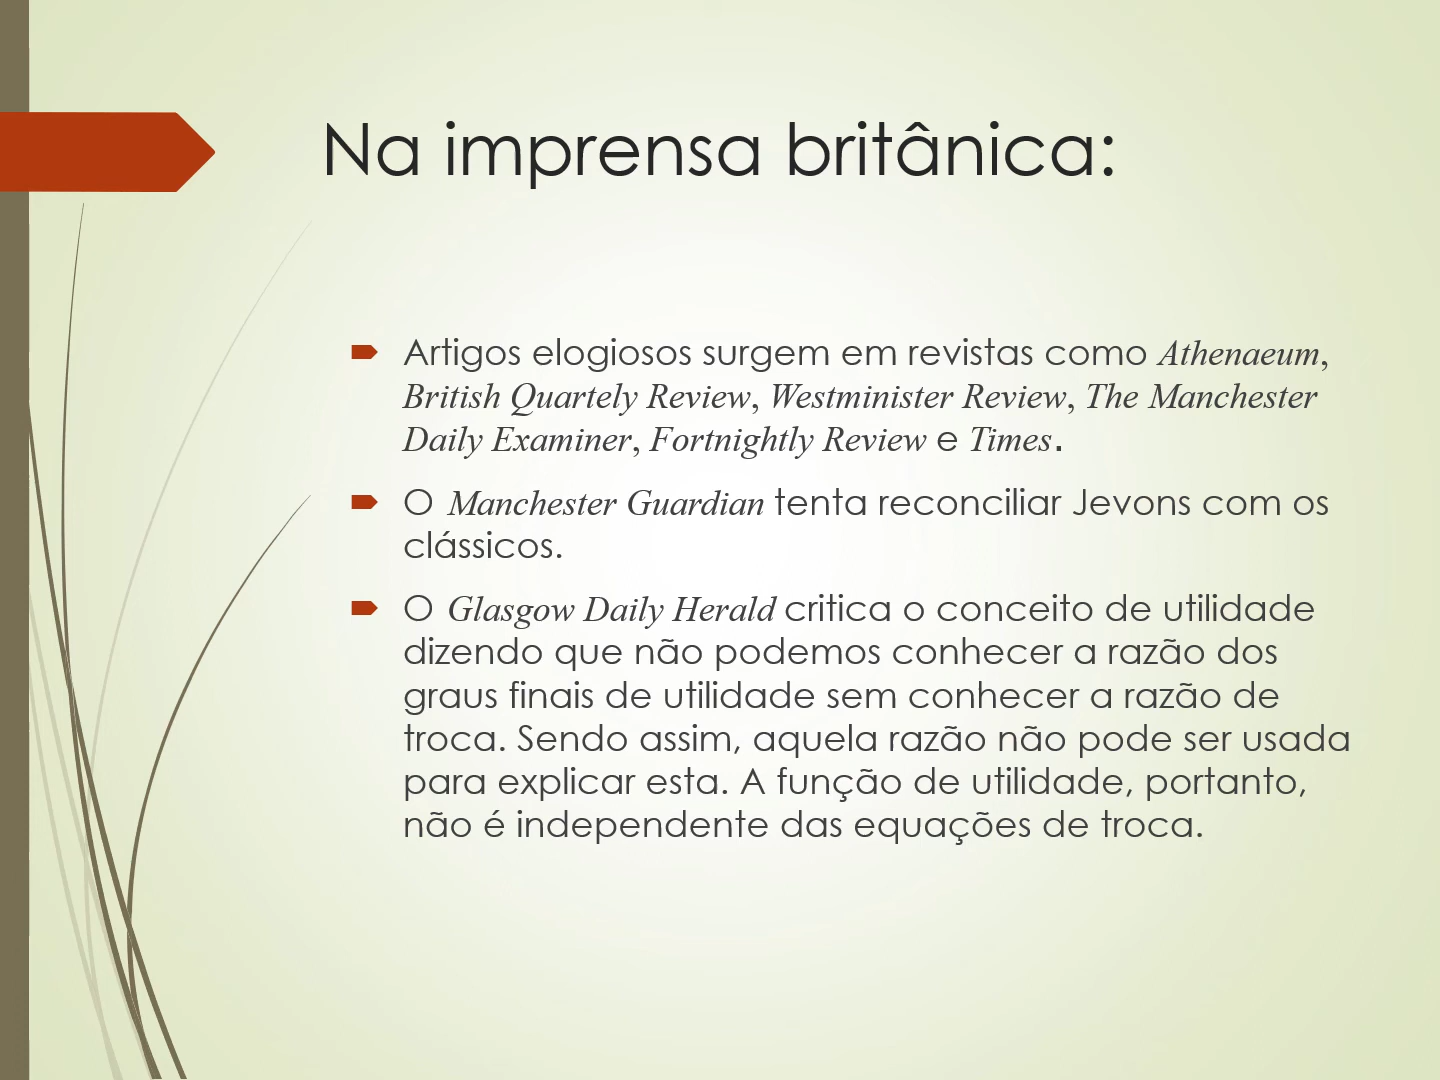 Na imprensa britânica:
Artigos elogiosos surgem em revistas como Athenaeum,
British Quartely Review, Westminister Review, The Manchester
Daily Examiner, Fortnightly Review e Times.
O Manchester Guardian tenta reconciliar Jevons com os
clássicos.
O Glasgow Daily Herald critica o conceito de utilidade
dizendo que não podemos conhecer a razão dos
graus finais de utilidade sem conhecer a razão de
troca. Sendo assim, aquela razão não pode ser usada
para explicar esta. A função de utilidade, portanto,
não é independente das equações de troca.